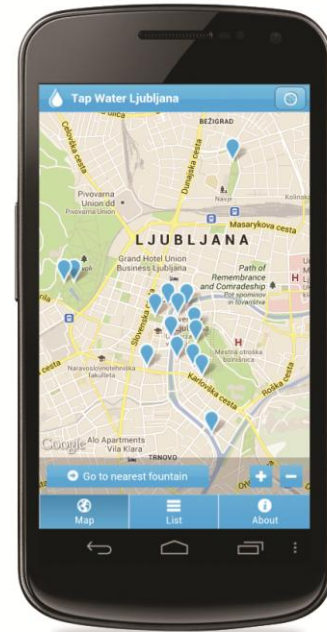 Tap Water Ljubljana
BEŽIGRAD
Celovška cesta
Dunajska cesta
Pivovarna
Union dd
Pivovarna Union
Navje
Masarykova cesta
LJUBLJANA
Grand Hotel Union
Business Ljubljana
Path of
Remembrance
and Comradeship
Pot spominov
in tovarištva
H
Slovenska cesta
H
Mestna otroška
bolnišnica
Naravoslovnotehniška
fakulteta
Karlovška cesta
Roška cesta
Google
Alo Apartments
Vila Klara
TRNOVO
Go to nearest fountain
+
−
Map
List
About